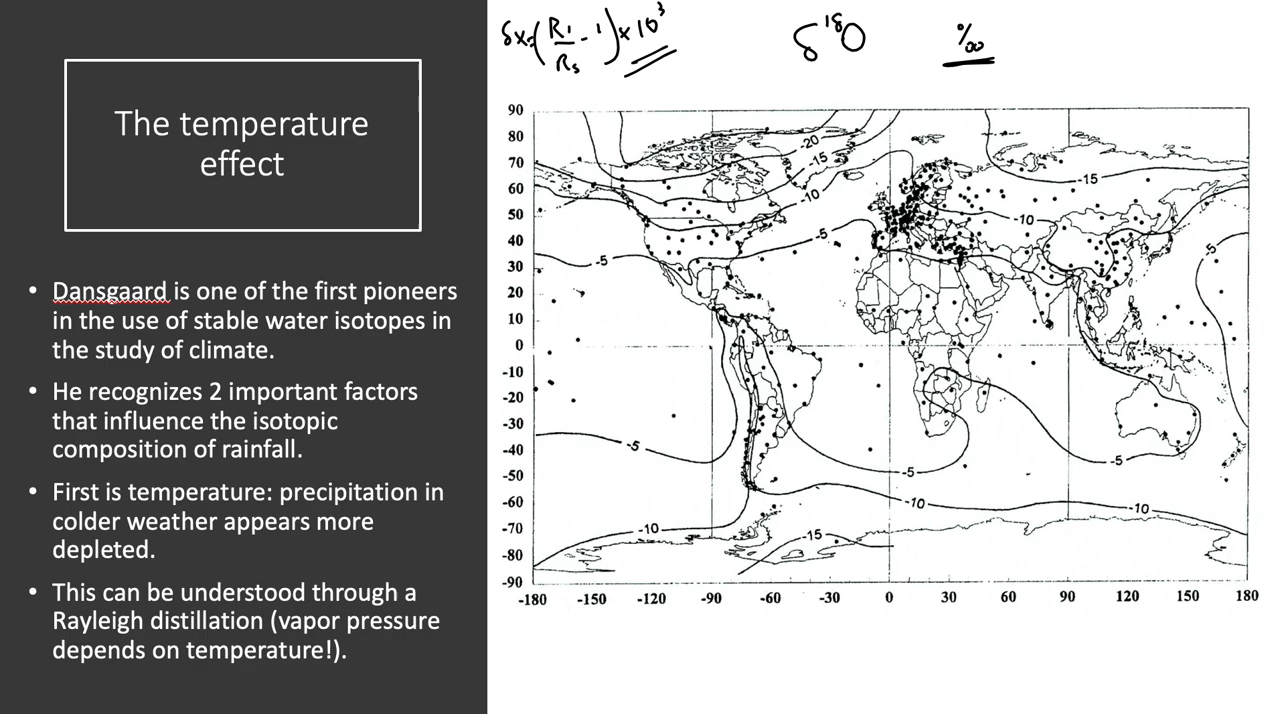 The temperature
effect
• Dansgaard is one of the first pioneers
in the use of stable water isotopes in
the study of climate.
• He recognizes 2 important factors
that influence the isotopic
composition of rainfall.
• First is temperature: precipitation in
colder weather appears more
depleted.
• This can be understood through a
Rayleigh distillation (vapor pressure
depends on temperature!).
δx=(R₁/Rₛ - 1)×10³
δ¹⁸O
‰
90
80
70
60
50
40
30
20
10
0
-10
-20
-30
-40
-50
-60
-70
-80
-90
-180 -150 -120 -90 -60 -30 0 30 60 90 120 150 180
-20
-15
-10
-5
-5
-15
-10
-5
-5
-5
-5
-10
-10
-10
-15